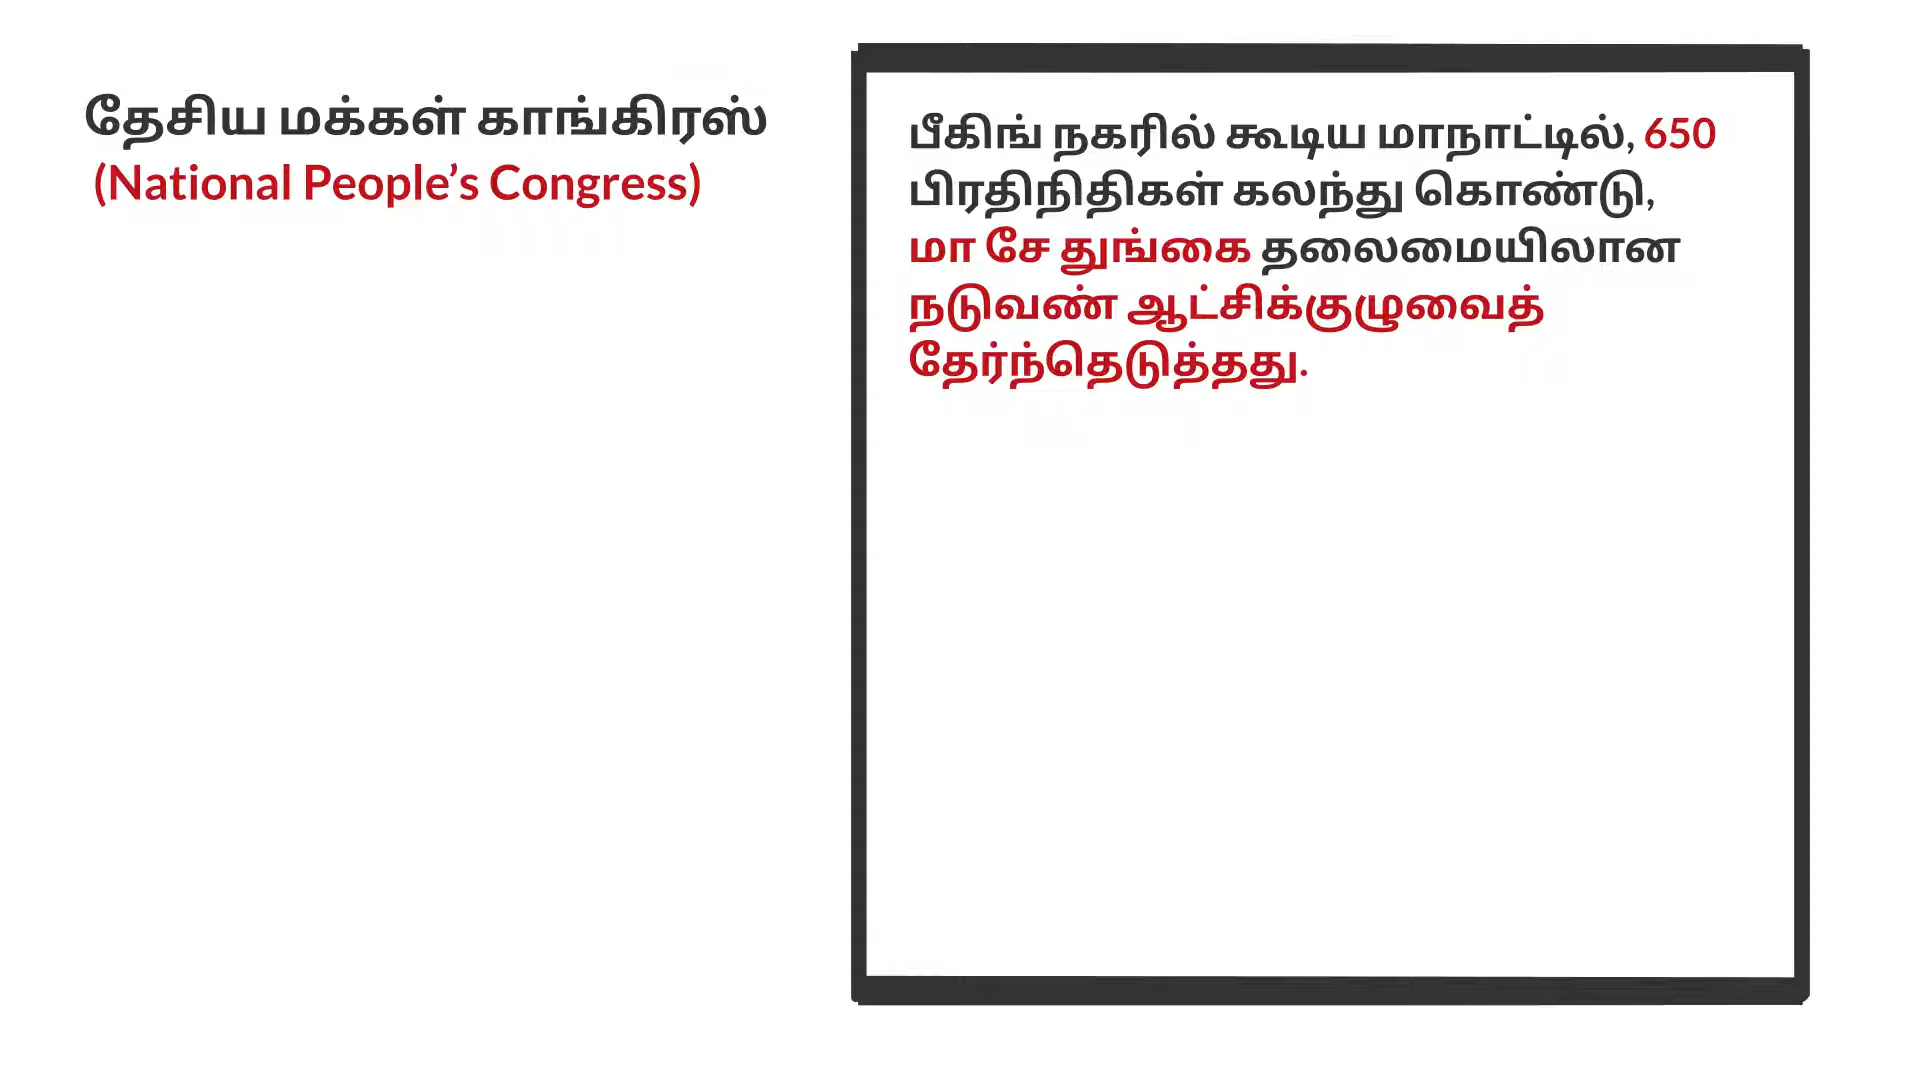 தேசிய மக்கள் காங்கிரஸ்
(National People’s Congress)
பீகிங் நகரில் கூடிய மாநாட்டில், 650
பிரதிநிதிகள் கலந்து கொண்டு,
மா சே துங்கை தலைமையிலான
நடுவண் ஆட்சிக்குழுவைத்
தேர்ந்தெடுத்தது.